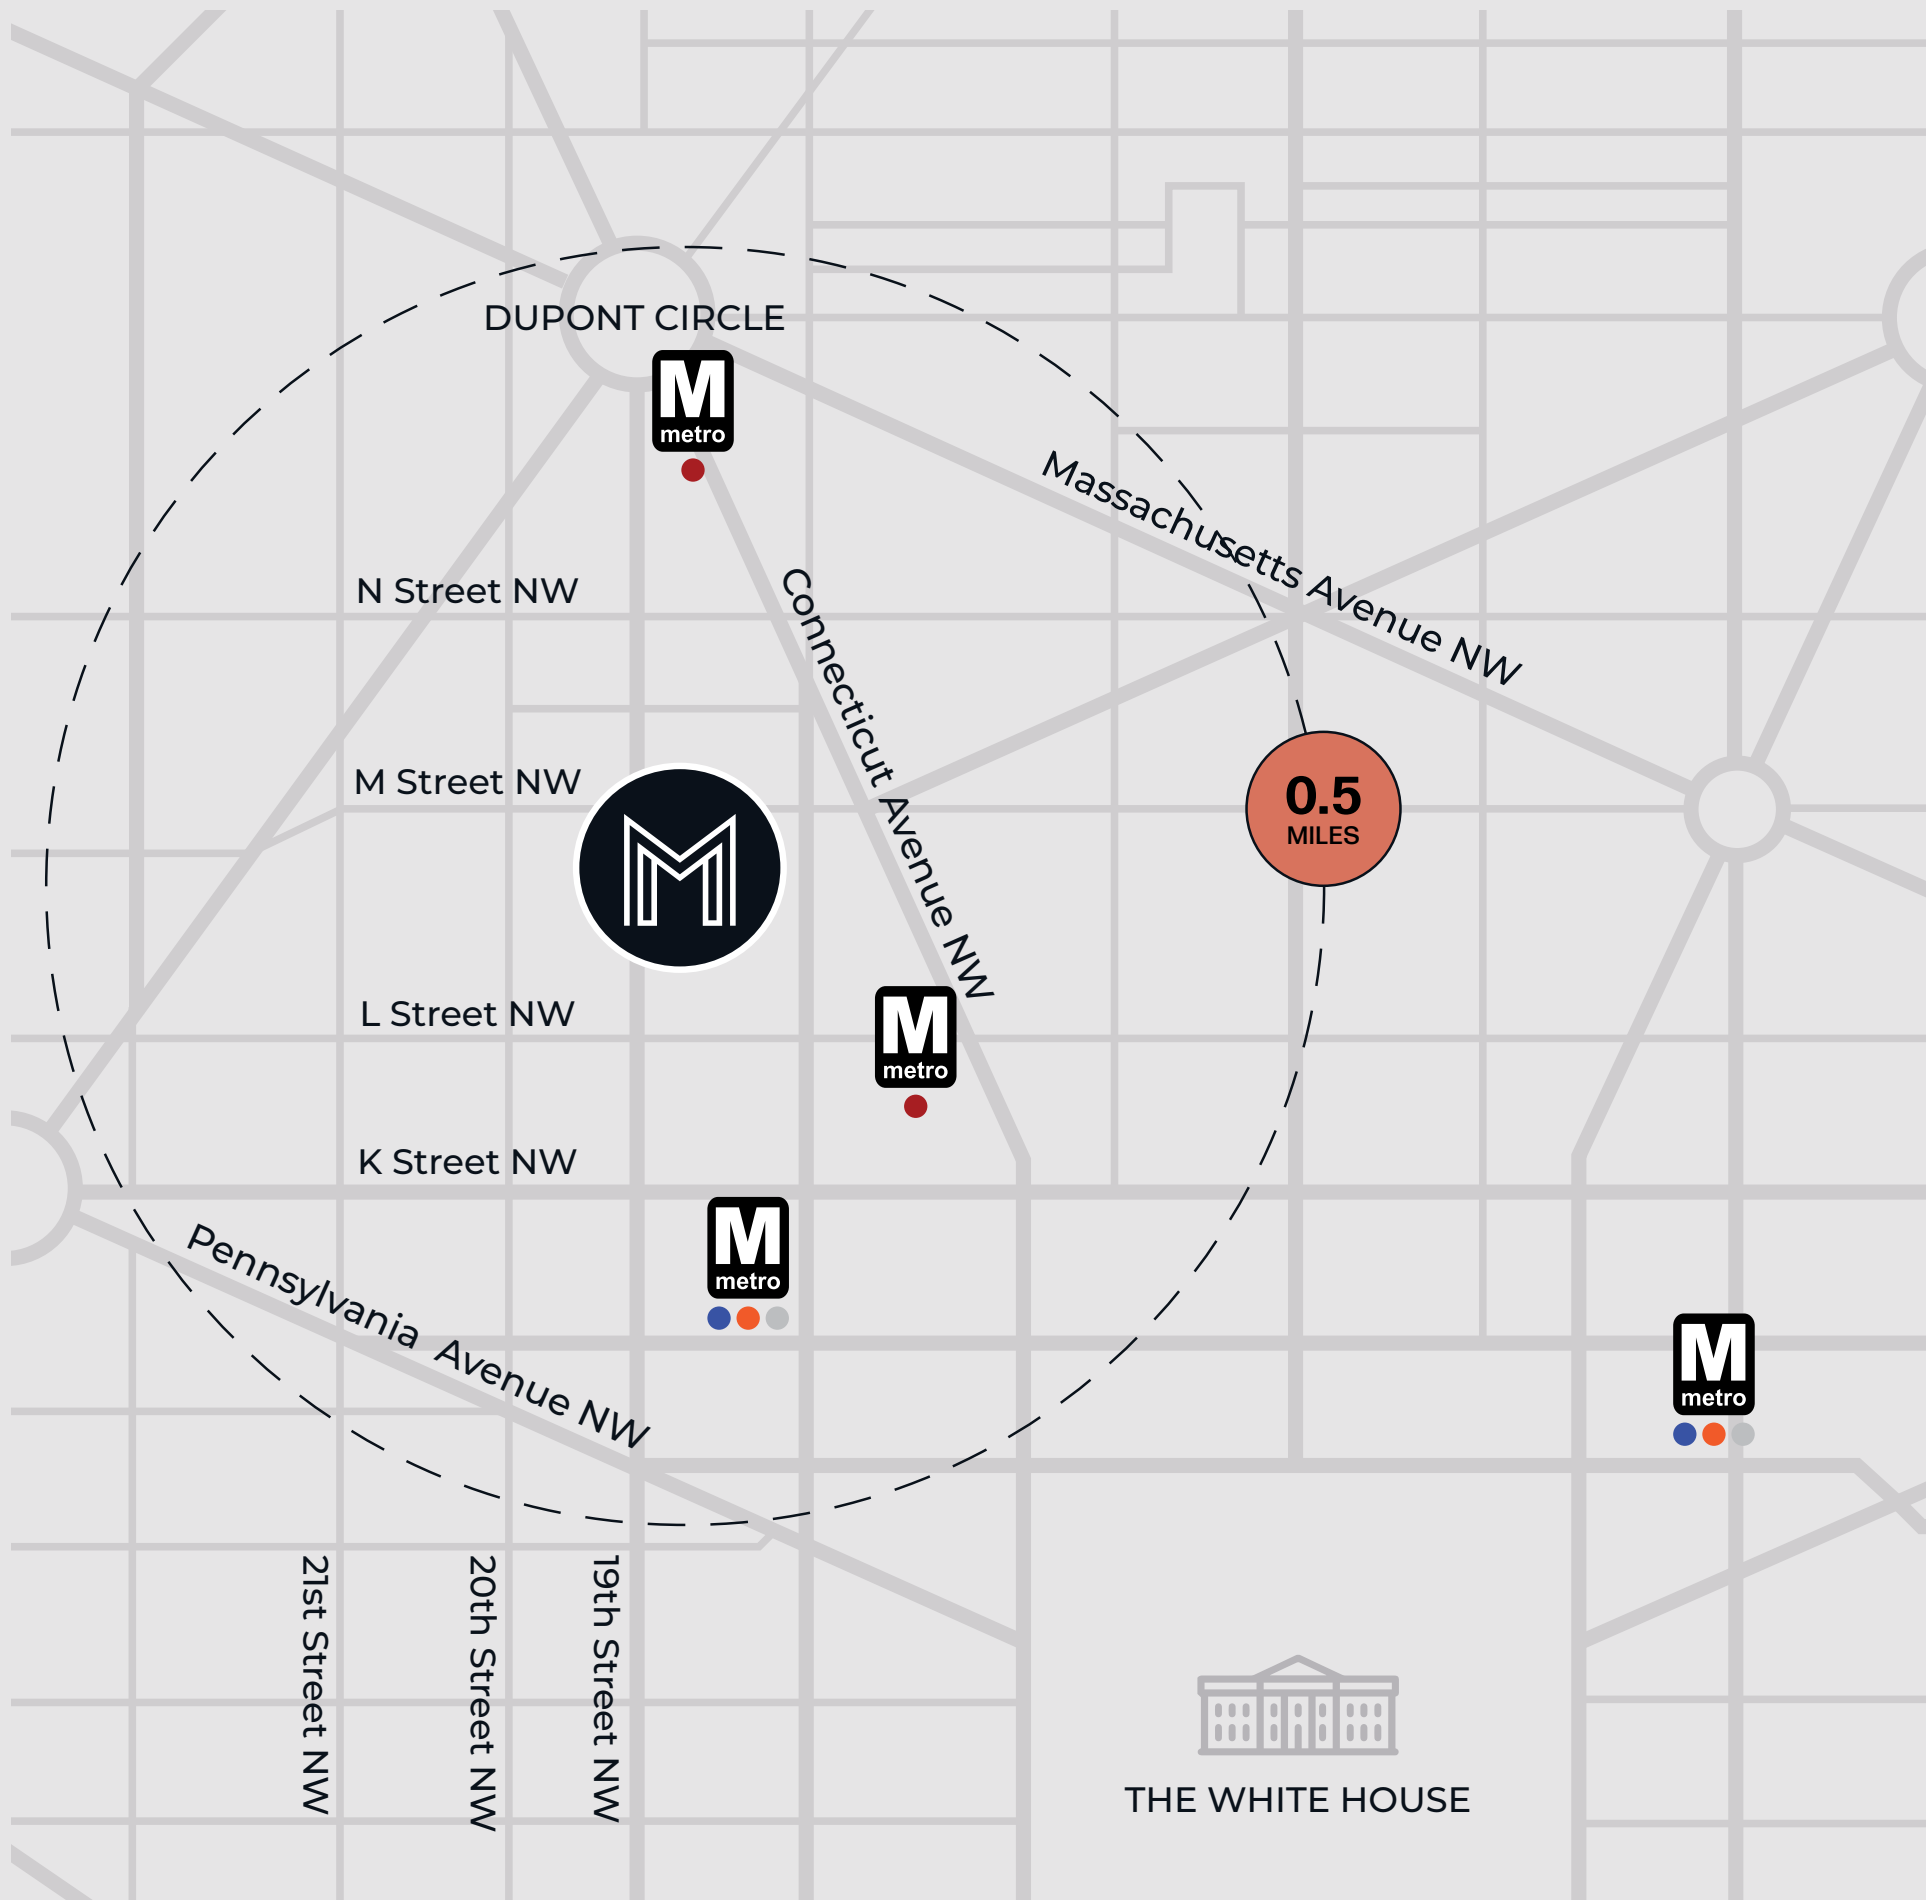 DUPONT CIRCLE
M
metro
Massachusetts Avenue NW
N Street NW
Connecticut Avenue NW
M Street NW
M
0.5
MILES
L Street NW
M
metro
K Street NW
M
metro
Pennsylvania Avenue NW
M
metro
21st Street NW
20th Street NW
19th Street NW
THE WHITE HOUSE